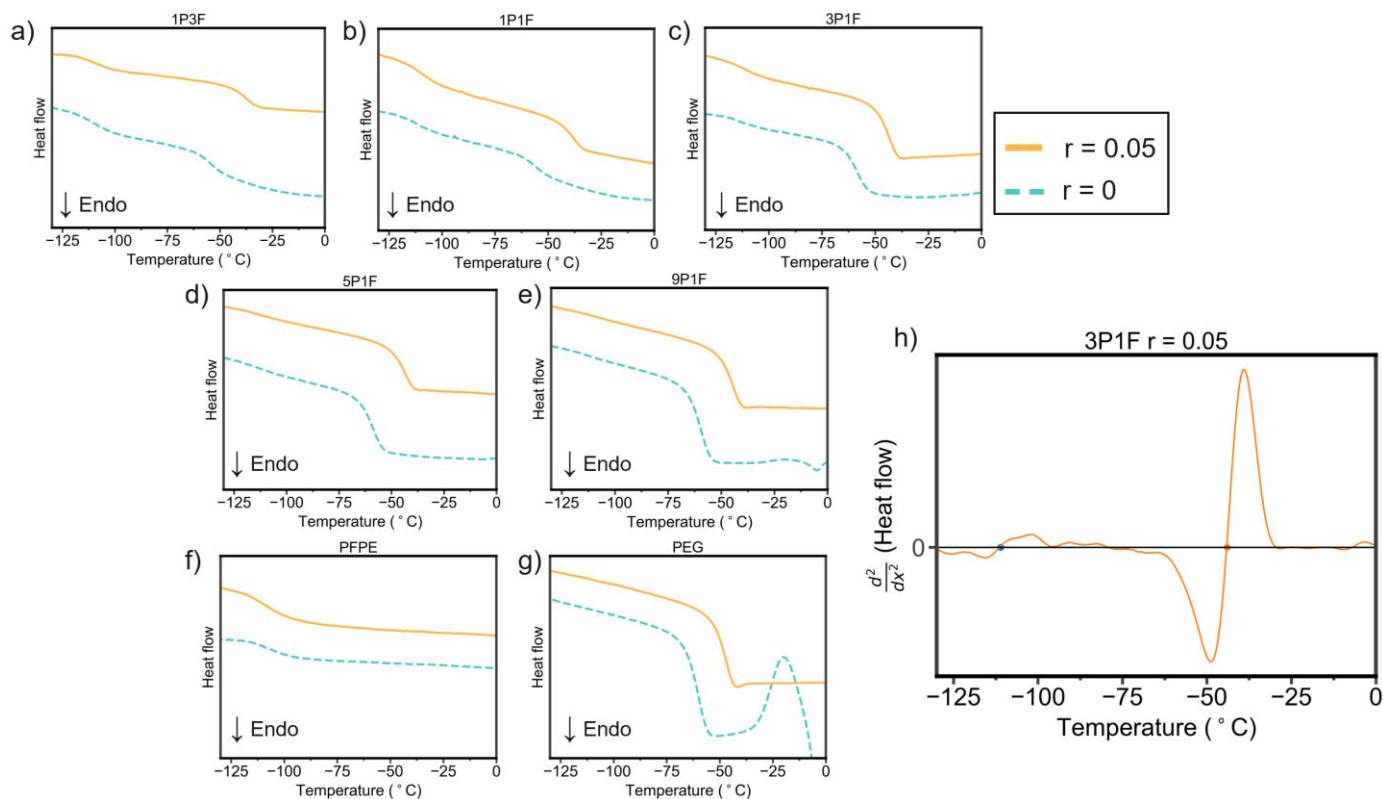 a)
1P3F
Heat flow
↓ Endo
−125 −100 −75 −50 −25 0
Temperature (°C)
b)
1P1F
Heat flow
↓ Endo
−125 −100 −75 −50 −25 0
Temperature (°C)
c)
3P1F
Heat flow
↓ Endo
−125 −100 −75 −50 −25 0
Temperature (°C)
r = 0.05
r = 0
d)
5P1F
Heat flow
↓ Endo
−125 −100 −75 −50 −25 0
Temperature (°C)
e)
9P1F
Heat flow
↓ Endo
−125 −100 −75 −50 −25 0
Temperature (°C)
f)
PFPE
Heat flow
↓ Endo
−125 −100 −75 −50 −25 0
Temperature (°C)
g)
PEG
Heat flow
↓ Endo
−125 −100 −75 −50 −25 0
Temperature (°C)
h)
3P1F r = 0.05
d²/dx² (Heat flow)
0
−125 −100 −75 −50 −25 0
Temperature (°C)